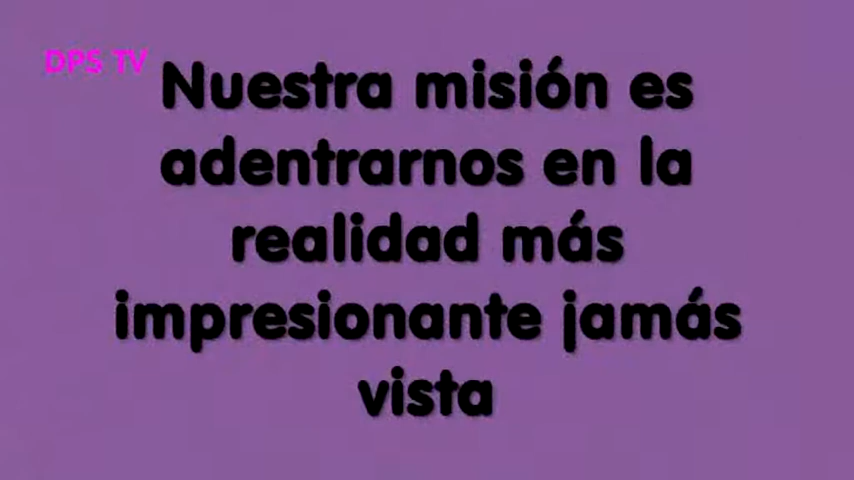 DPS TV
Nuestra misión es
adentrarnos en la
realidad más
impresionante jamás
vista